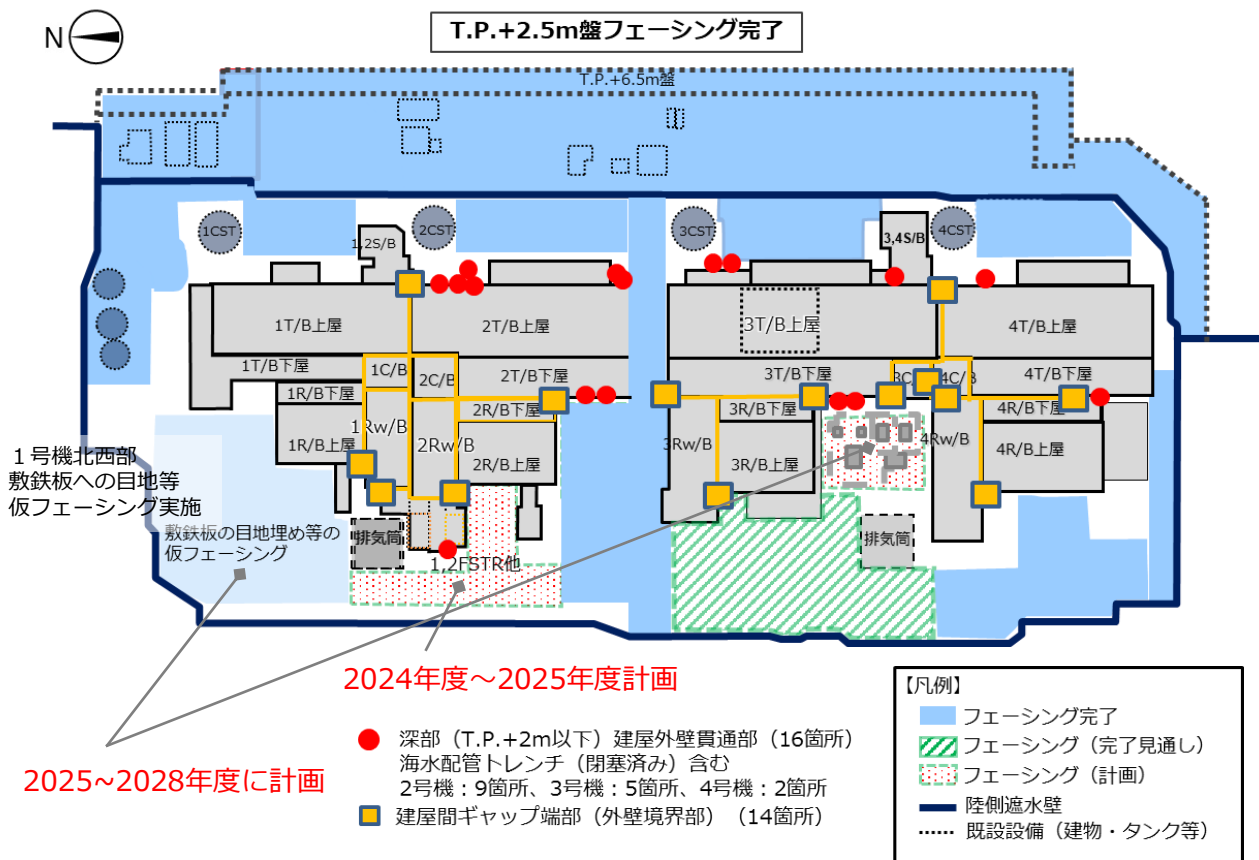 N
T.P.+2.5m盤フェーシング完了
T.P.+6.5m盤
1CST
1,2S/B
2CST
3CST
3,4S/B
4CST
1T/B上屋
2T/B上屋
3T/B上屋
4T/B上屋
1T/B下屋
1C/B
2C/B
2T/B下屋
3T/B下屋
3C/B
4C/B
4T/B下屋
1R/B下屋
2R/B下屋
3R/B下屋
4R/B下屋
1Rw/B
2Rw/B
3Rw/B
4Rw/B
1R/B上屋
2R/B上屋
3R/B上屋
4R/B上屋
1号機北西部
敷鉄板への目地等
仮フェーシング実施
敷鉄板の目地埋め等の
仮フェーシング
排気筒
1,2FSTR他
排気筒
2024年度～2025年度計画
2025~2028年度に計画
深部（T.P.+2m以下）建屋外壁貫通部（16箇所）
海水配管トレンチ（閉塞済み）含む
2号機：9箇所、3号機：5箇所、4号機：2箇所
建屋間ギャップ端部（外壁境界部）（14箇所）
【凡例】
フェーシング完了
フェーシング（完了見通し）
フェーシング（計画）
陸側遮水壁
既設設備（建物・タンク等）